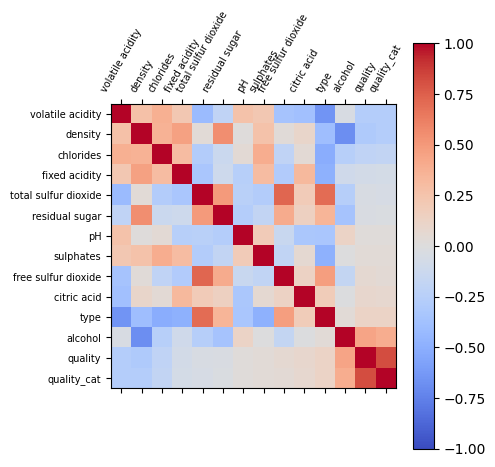 volatile acidity
density
chlorides
fixed acidity
total sulfur dioxide
residual sugar
pH
sulphates
free sulfur dioxide
citric acid
type
alcohol
quality
quality_cat
volatile acidity
density
chlorides
fixed acidity
total sulfur dioxide
residual sugar
pH
sulphates
free sulfur dioxide
citric acid
type
alcohol
quality
quality_cat
1.00
0.75
0.50
0.25
0.00
−0.25
−0.50
−0.75
−1.00